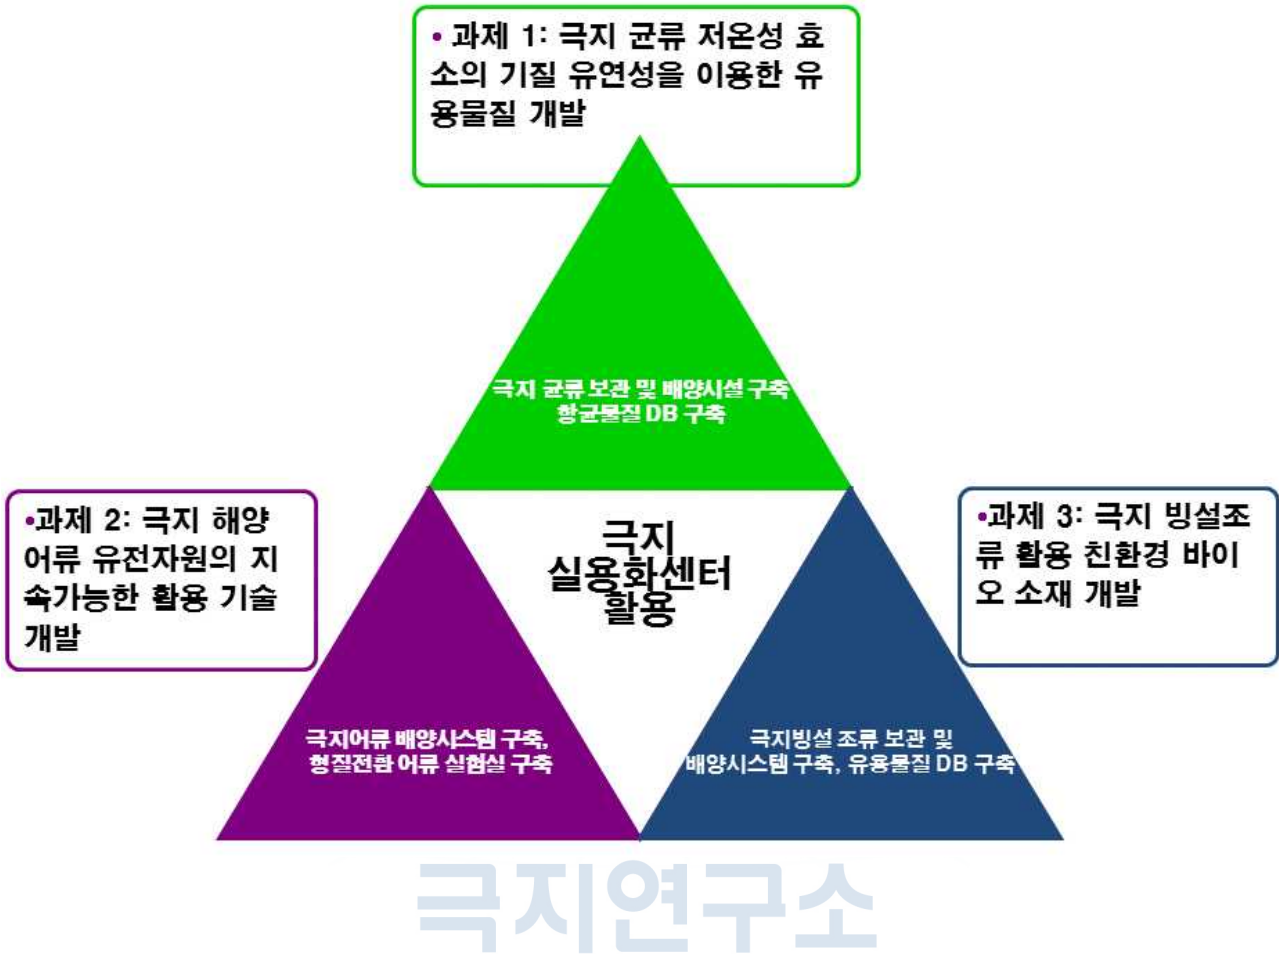 • 과제 1: 극지 균류 저온성 효
소의 기질 유연성을 이용한 유
용물질 개발
극지 균류 보관 및 배양시설 구축
항균물질 DB 구축
•과제 2: 극지 해양
어류 유전자원의 지
속가능한 활용 기술
개발
극지
실용화센터
활용
•과제 3: 극지 빙설조
류 활용 친환경 바이
오 소재 개발
극지어류 배양시스템 구축,
형질전환 어류 실험실 구축
극지빙설 조류 보관 및
배양시스템 구축, 유용물질 DB 구축
극지연구소